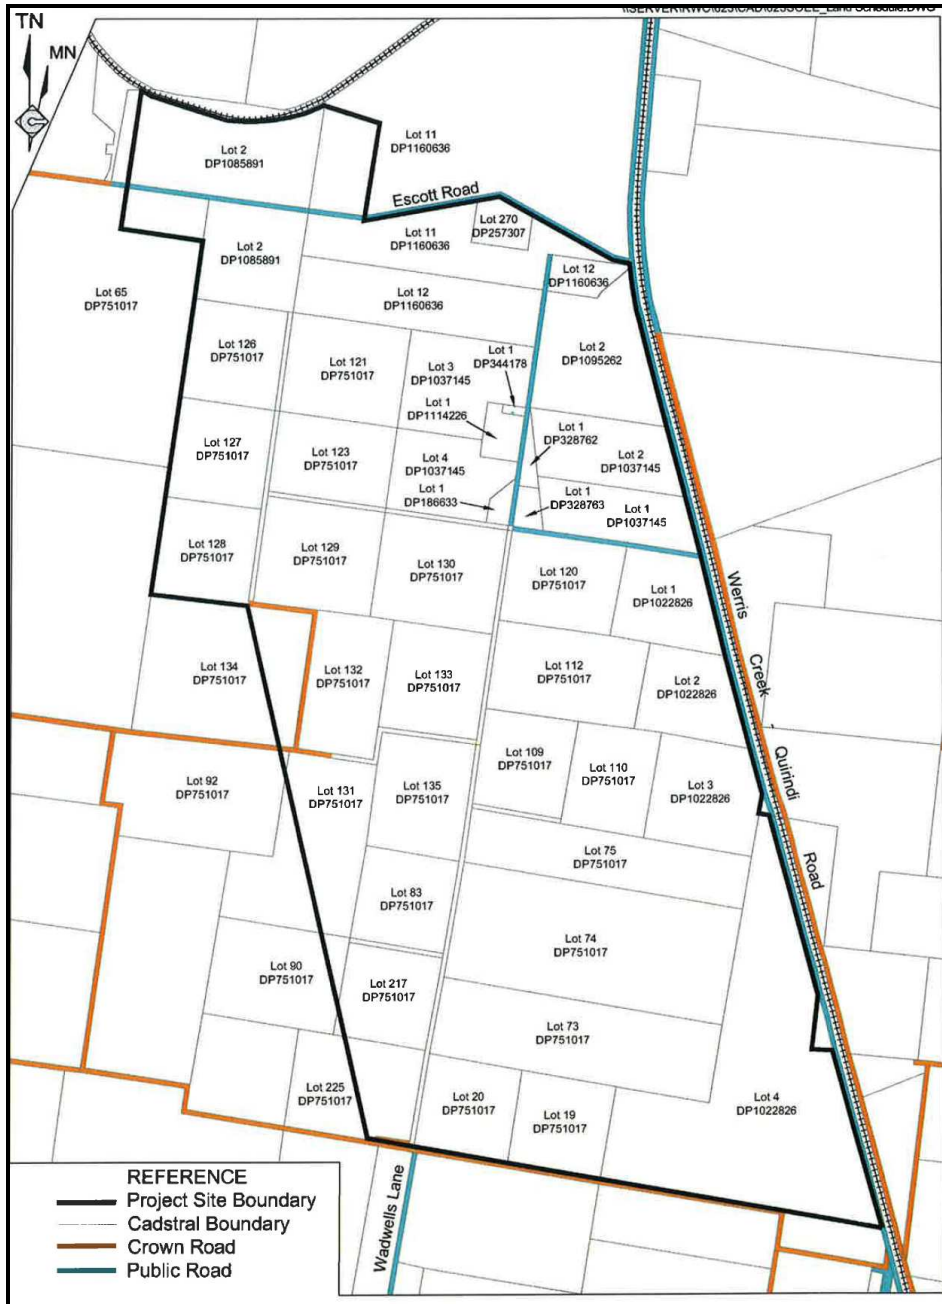 \\SERVER\RWC\623\CAD\623SOEE_Land Schedule.DWG
TN
MN
Lot 2
DP1085891
Lot 11
DP1160636
Escott Road
Lot 270
DP257307
Lot 11
DP1160636
Lot 2
DP1085891
Lot 12
DP1160636
Lot 65
DP751017
Lot 12
DP1160636
Lot 126
DP751017
Lot 121
DP751017
Lot 3
DP1037145
Lot 1
DP344178
Lot 2
DP1095262
Lot 1
DP1114226
Lot 1
DP328762
Lot 127
DP751017
Lot 123
DP751017
Lot 4
DP1037145
Lot 2
DP1037145
Lot 1
DP186633
Lot 1
DP328763
Lot 1
DP1037145
Lot 128
DP751017
Lot 129
DP751017
Lot 130
DP751017
Lot 120
DP751017
Lot 1
DP1022826
Werris
Creek
-
Quirindi
Road
Lot 134
DP751017
Lot 132
DP751017
Lot 133
DP751017
Lot 112
DP751017
Lot 2
DP1022826
Lot 92
DP751017
Lot 131
DP751017
Lot 135
DP751017
Lot 109
DP751017
Lot 110
DP751017
Lot 3
DP1022826
Lot 75
DP751017
Lot 83
DP751017
Lot 74
DP751017
Lot 90
DP751017
Lot 217
DP751017
Lot 73
DP751017
Lot 225
DP751017
Lot 20
DP751017
Lot 19
DP751017
Lot 4
DP1022826
Wadwells Lane
REFERENCE
Project Site Boundary
Cadstral Boundary
Crown Road
Public Road